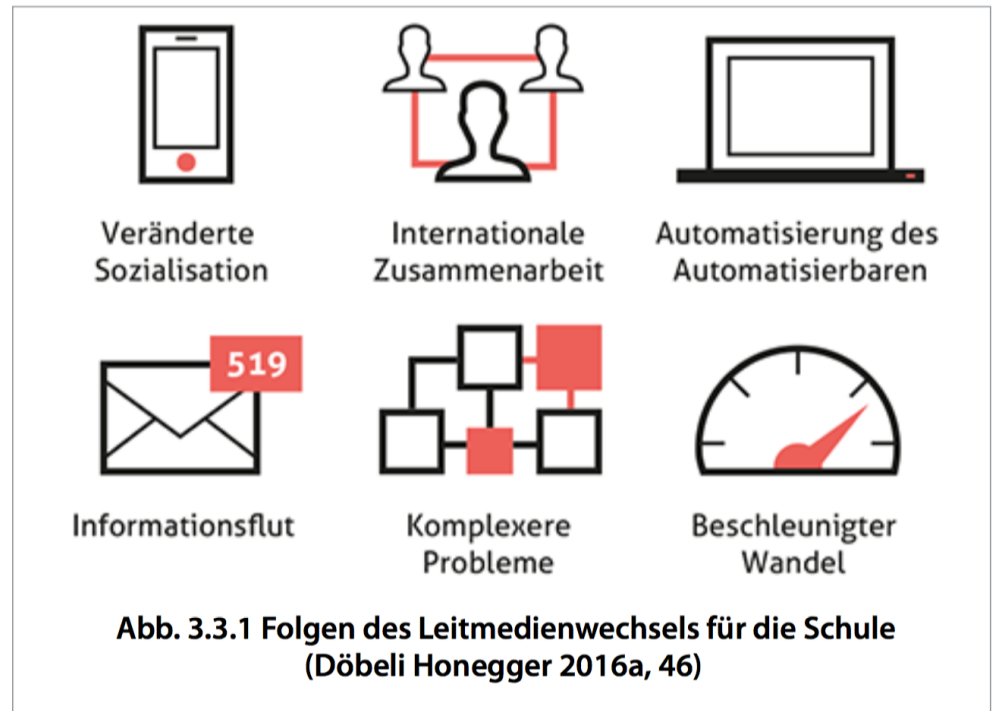 Veränderte
Sozialisation
Internationale
Zusammenarbeit
Automatisierung des
Automatisierbaren
519
Informationsflut
Komplexere
Probleme
Beschleunigter
Wandel
Abb. 3.3.1 Folgen des Leitmedienwechsels für die Schule
(Döbeli Honegger 2016a, 46)